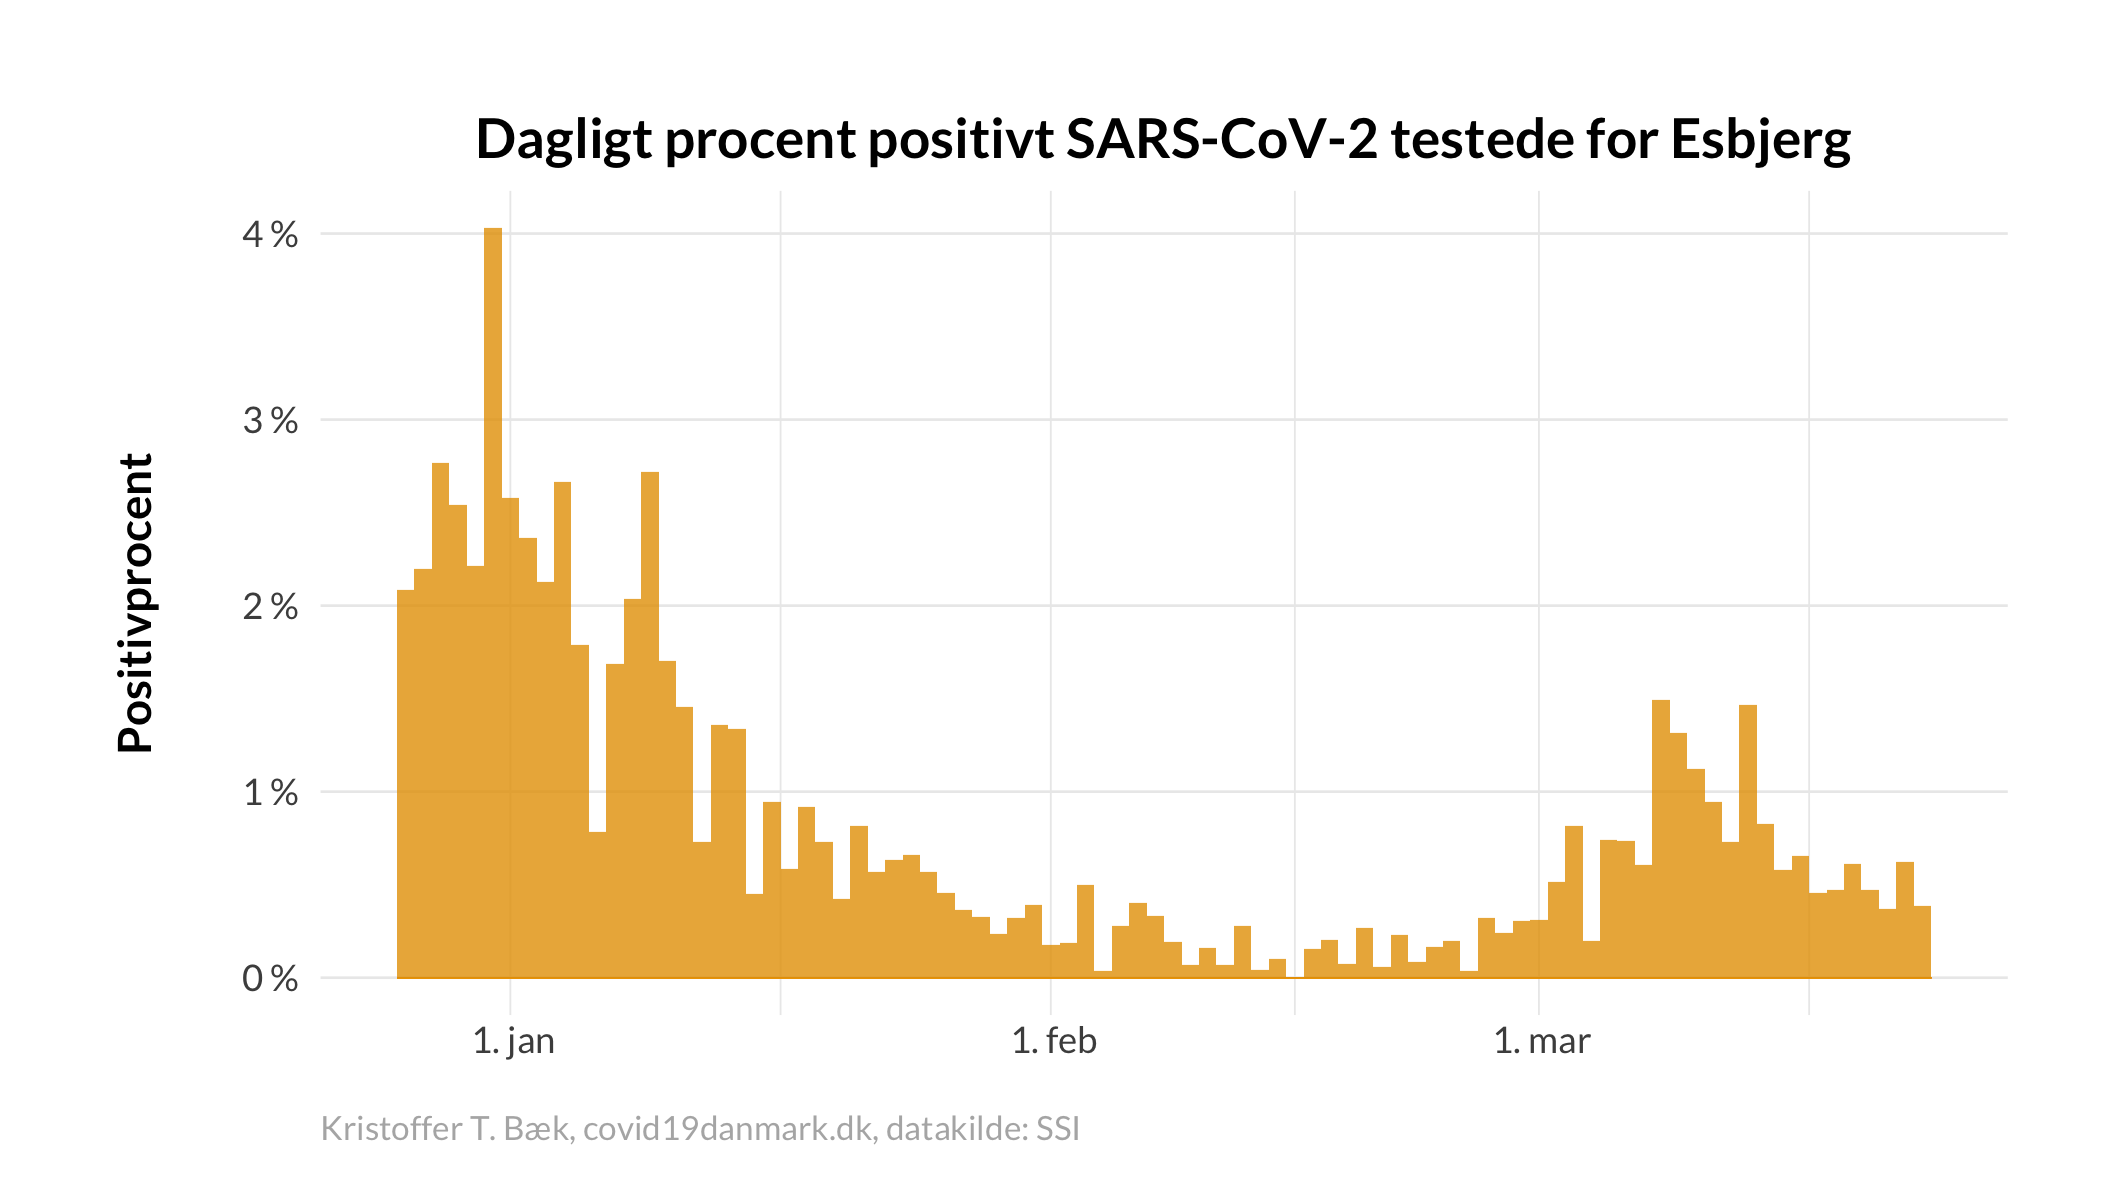 Dagligt procent positivt SARS-CoV-2 testede for Esbjerg
Positivprocent
4 %
3 %
2 %
1 %
0 %
1. jan
1. feb
1. mar
Kristoffer T. Bæk, covid19danmark.dk, datakilde: SSI